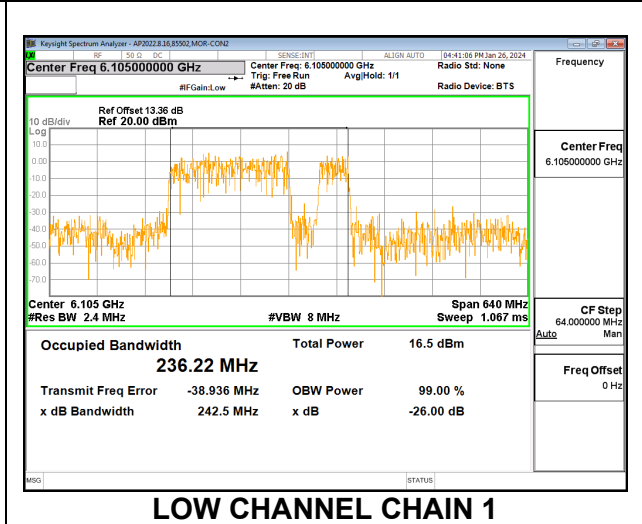 Keysight Spectrum Analyzer - AP2022.8.16,85502,MOR-CON2
RF 50 Ω DC SENSE:INT ALIGN AUTO 04:41:06 PM Jan 26, 2024
Center Freq 6.105000000 GHz
Center Freq: 6.105000000 GHz
Radio Std: None
Trig: Free Run Avg|Hold: 1/1
#IFGain:Low #Atten: 20 dB Radio Device: BTS
Frequency
Ref Offset 13.36 dB
10 dB/div Ref 20.00 dBm
Log
10.0
0.00
-10.0
-20.0
-30.0
-40.0
-50.0
-60.0
-70.0
Center Freq
6.105000000 GHz
Center 6.105 GHz Span 640 MHz
#Res BW 2.4 MHz #VBW 8 MHz Sweep 1.067 ms
CF Step
64.000000 MHz
Auto Man
Occupied Bandwidth Total Power 16.5 dBm
236.22 MHz
Freq Offset
0 Hz
Transmit Freq Error -38.936 MHz OBW Power 99.00 %
x dB Bandwidth 242.5 MHz x dB -26.00 dB
MSG STATUS
LOW CHANNEL CHAIN 1